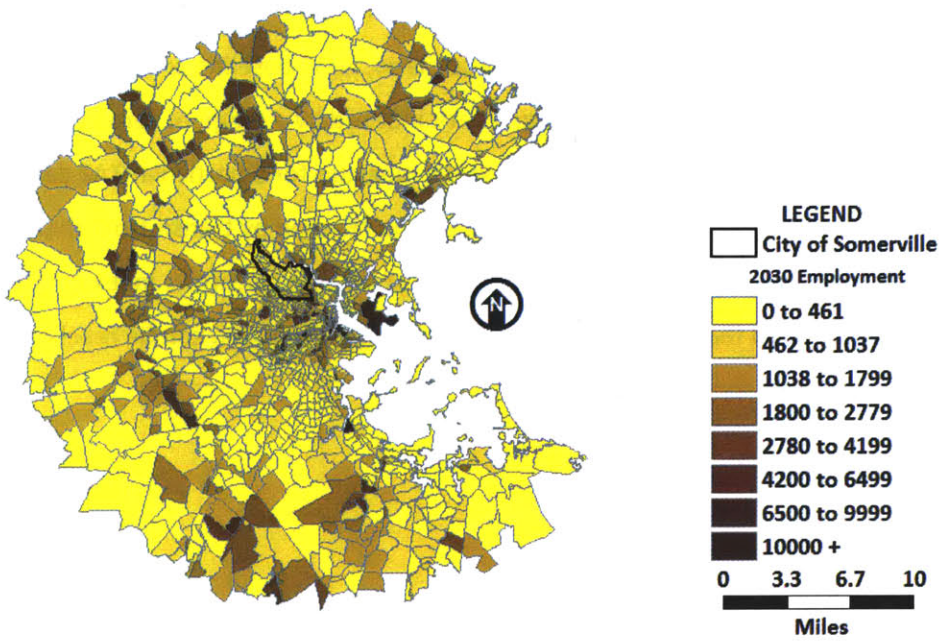 N
LEGEND
City of Somerville
2030 Employment
0 to 461
462 to 1037
1038 to 1799
1800 to 2779
2780 to 4199
4200 to 6499
6500 to 9999
10000 +
0 3.3 6.7 10
Miles